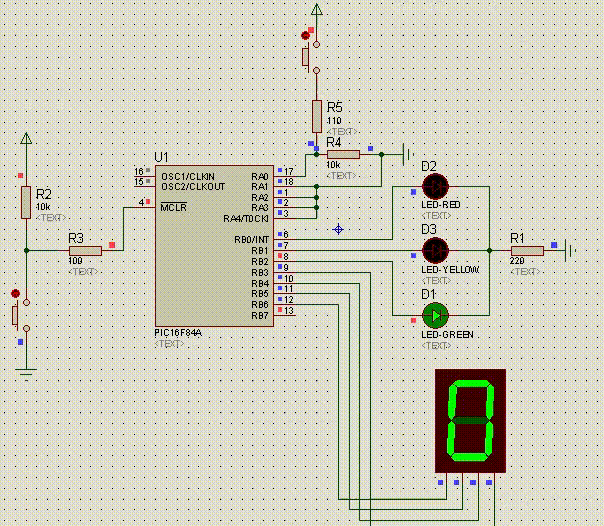 R5
110
<TEXT>
R4
10k
<TEXT>
U1
16 OSC1/CLKIN RA0 17
15 OSC2/CLKOUT RA1 18
RA2 1
4 MCLR RA3 2
RA4/T0CKI 3
RB0/INT 6
RB1 7
RB2 8
RB3 9
RB4 10
RB5 11
RB6 12
RB7 13
PIC16F84A
<TEXT>
R2
10k
<TEXT>
R3
100
<TEXT>
D2
LED-RED
<TEXT>
D3
LED-YELLOW
<TEXT>
D1
LED-GREEN
<TEXT>
R1
220
<TEXT>
0